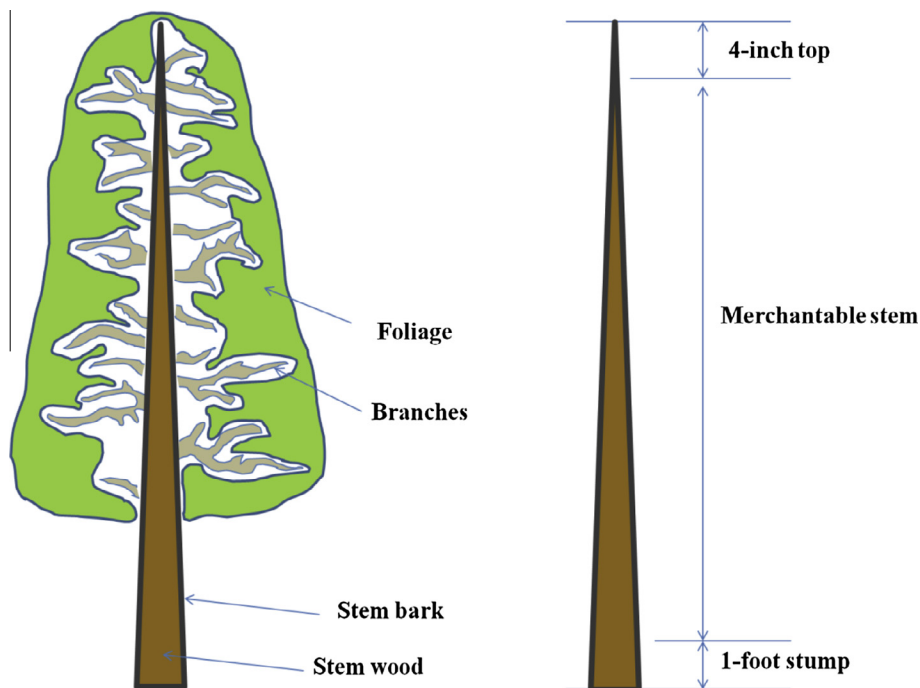 4-inch top
Merchantable stem
Foliage
Branches
Stem bark
Stem wood
1-foot stump